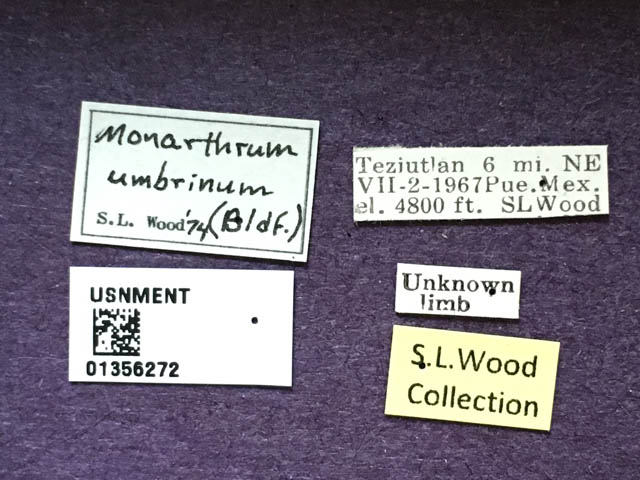 Monarthrum
umbrinum
S.L. Wood '74 (Bldf.)
USNMENT
01356272
Teziutlan 6 mi. NE
VII-2-1967 Pue. Mex.
el. 4800 ft. SLWood
Unknown
limb
S.L.Wood
Collection